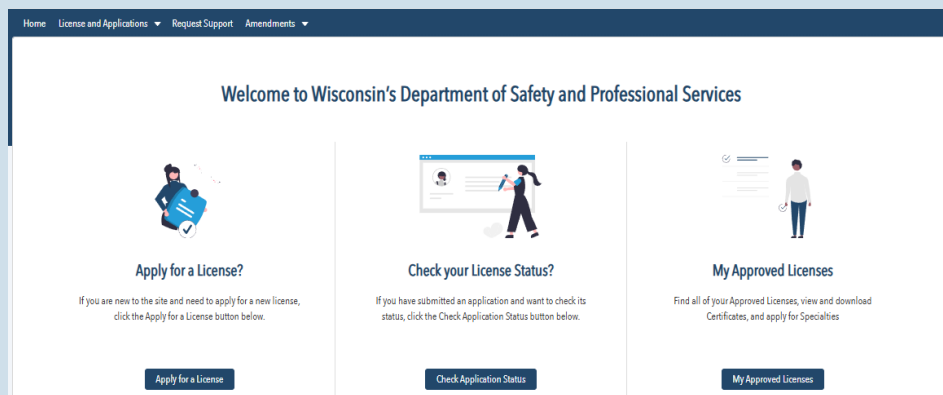 Home License and Applications Request Support Amendments
Welcome to Wisconsin's Department of Safety and Professional Services
Apply for a License?
If you are new to the site and need to apply for a new license,
click the Apply for a License button below.
Apply for a License
Check your License Status?
If you have submitted an application and want to check its
status, click the Check Application Status button below.
Check Application Status
My Approved Licenses
Find all of your Approved Licenses, view and download
Certificates, and apply for Specialties
My Approved Licenses